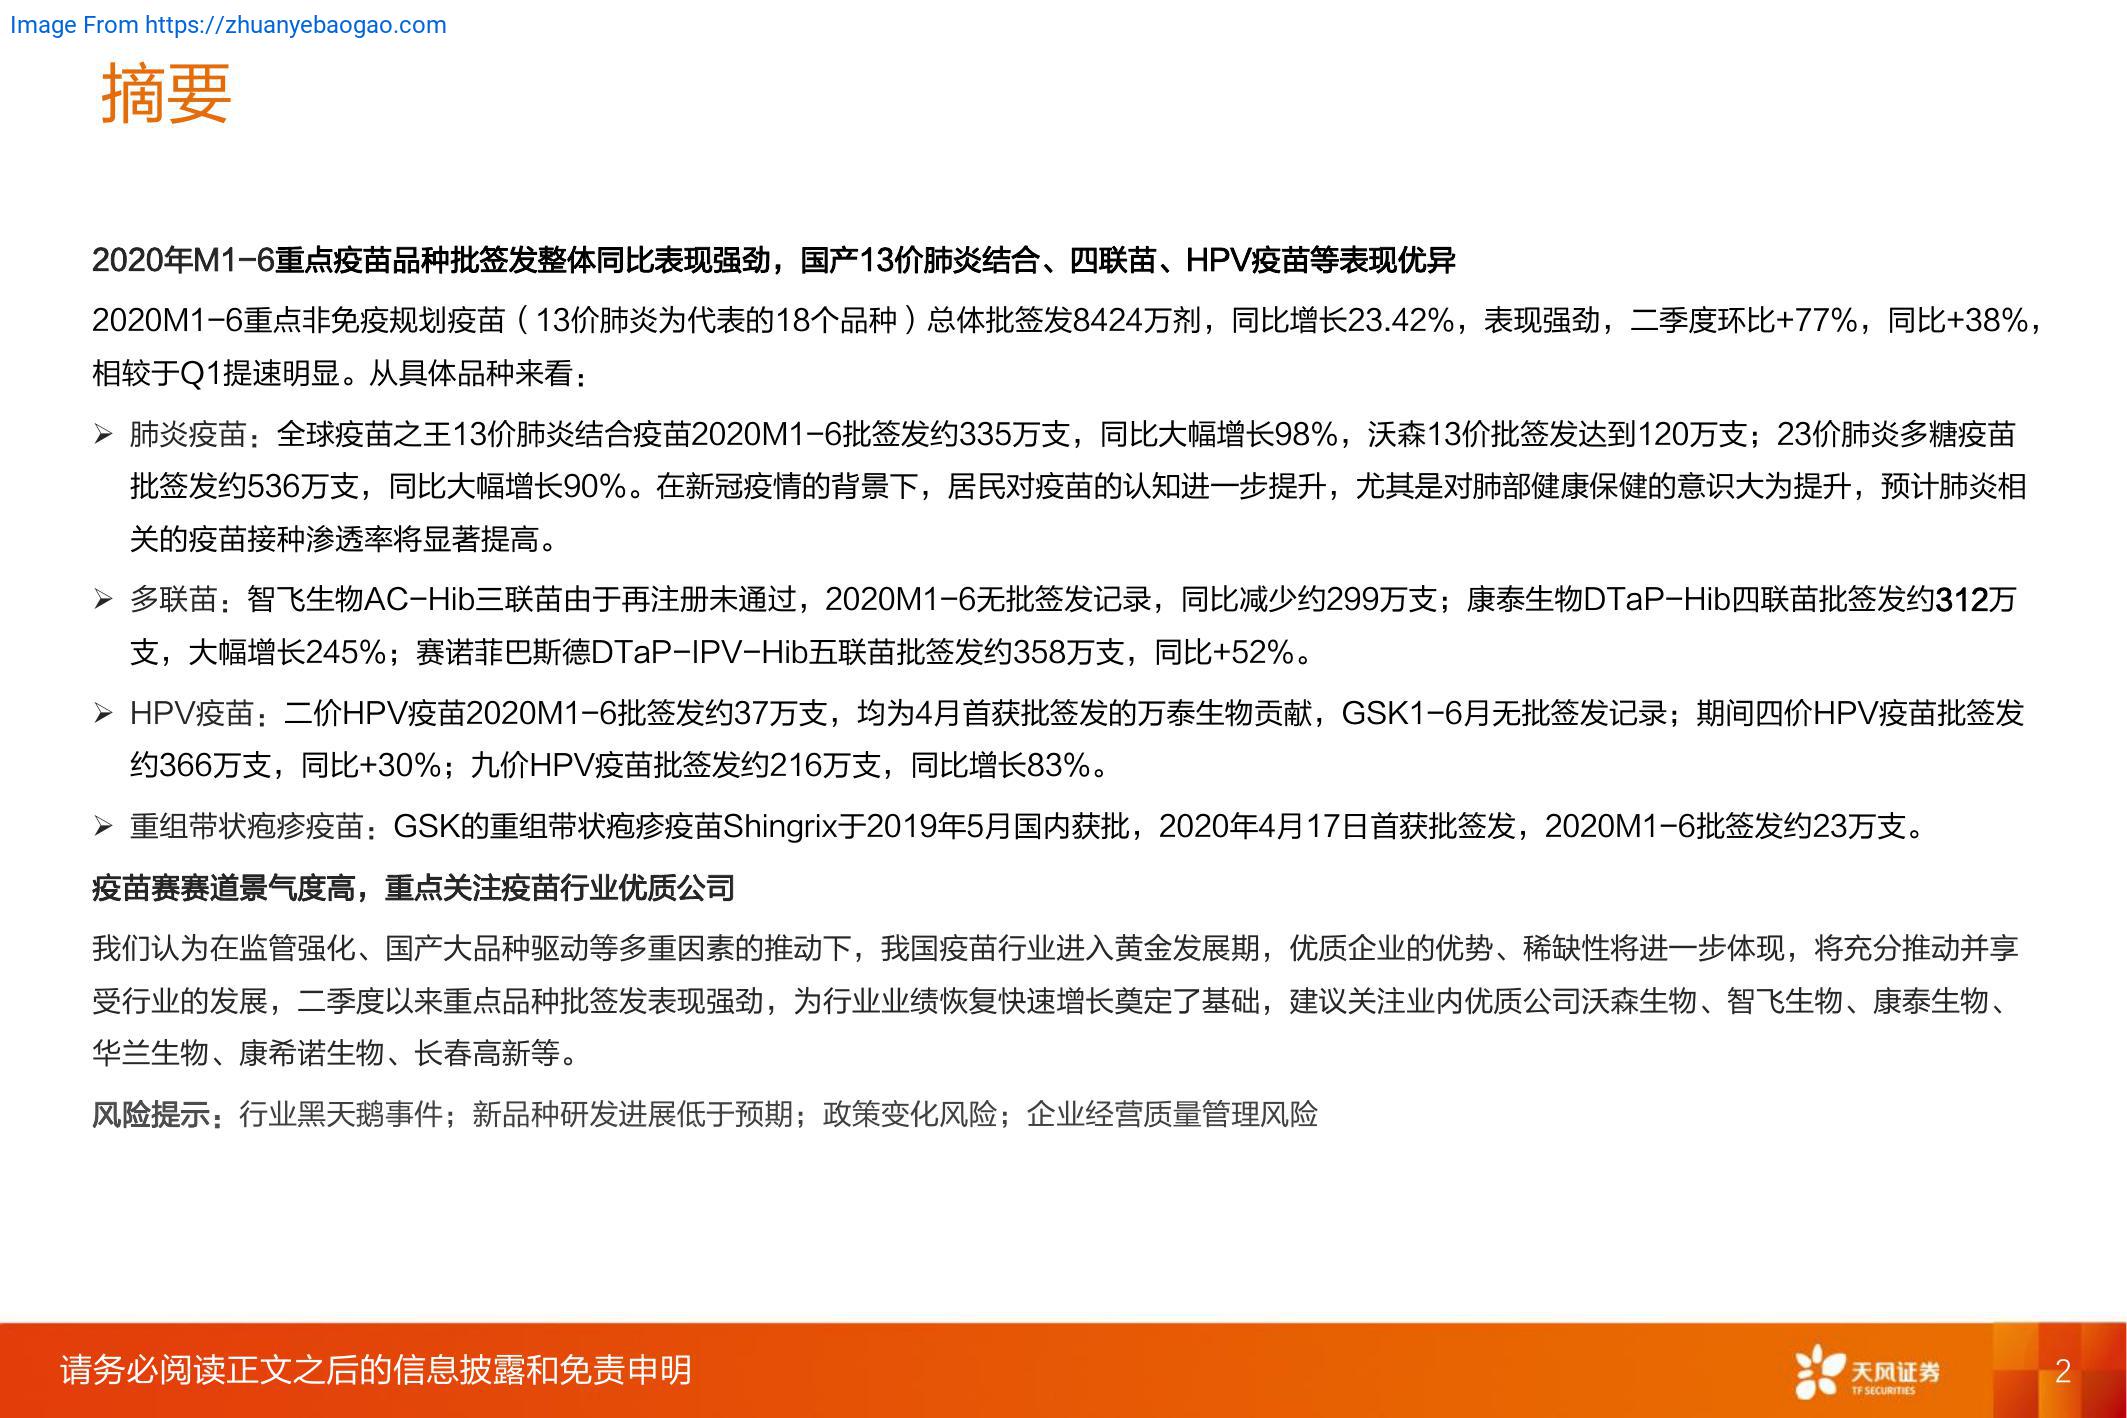 Image From https://zhuanyebaogao.com
摘要
2020年M1-6重点疫苗品种批签发整体同比表现强劲，国产13价肺炎结合、四联苗、HPV疫苗等表现优异
2020M1-6重点非免疫规划疫苗（13价肺炎为代表的18个品种）总体批签发8424万剂，同比增长23.42%，表现强劲，二季度环比+77%，同比+38%，
相较于Q1提速明显。从具体品种来看：
➢ 肺炎疫苗：全球疫苗之王13价肺炎结合疫苗2020M1-6批签发约335万支，同比大幅增长98%，沃森13价批签发达到120万支；23价肺炎多糖疫苗
批签发约536万支，同比大幅增长90%。在新冠疫情的背景下，居民对疫苗的认知进一步提升，尤其是对肺部健康保健的意识大为提升，预计肺炎相
关的疫苗接种渗透率将显著提高。
➢ 多联苗：智飞生物AC-Hib三联苗由于再注册未通过，2020M1-6无批签发记录，同比减少约299万支；康泰生物DTaP-Hib四联苗批签发约312万
支，大幅增长245%；赛诺菲巴斯德DTaP-IPV-Hib五联苗批签发约358万支，同比+52%。
➢ HPV疫苗：二价HPV疫苗2020M1-6批签发约37万支，均为4月首获批签发的万泰生物贡献，GSK1-6月无批签发记录；期间四价HPV疫苗批签发
约366万支，同比+30%；九价HPV疫苗批签发约216万支，同比增长83%。
➢ 重组带状疱疹疫苗：GSK的重组带状疱疹疫苗Shingrix于2019年5月国内获批，2020年4月17日首获批签发，2020M1-6批签发约23万支。
疫苗赛赛道景气度高，重点关注疫苗行业优质公司
我们认为在监管强化、国产大品种驱动等多重因素的推动下，我国疫苗行业进入黄金发展期，优质企业的优势、稀缺性将进一步体现，将充分推动并享
受行业的发展，二季度以来重点品种批签发表现强劲，为行业业绩恢复快速增长奠定了基础，建议关注业内优质公司沃森生物、智飞生物、康泰生物、
华兰生物、康希诺生物、长春高新等。
风险提示：行业黑天鹅事件；新品种研发进展低于预期；政策变化风险；企业经营质量管理风险
请务必阅读正文之后的信息披露和免责申明
天风证券
TF SECURITIES
2